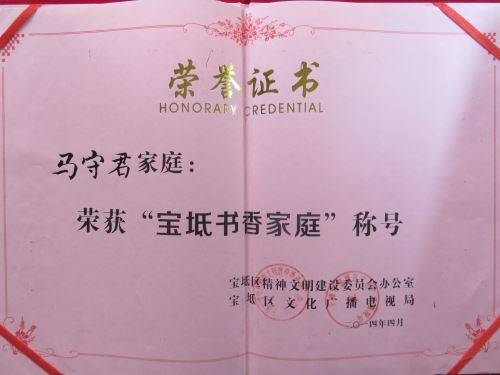 荣誉证书
HONORARY CREDENTIAL
马守君家庭：
荣获“宝坻书香家庭”称号
宝坻区精神文明建设委员会办公室
宝坻区文化广播电视局
二〇一四年四月